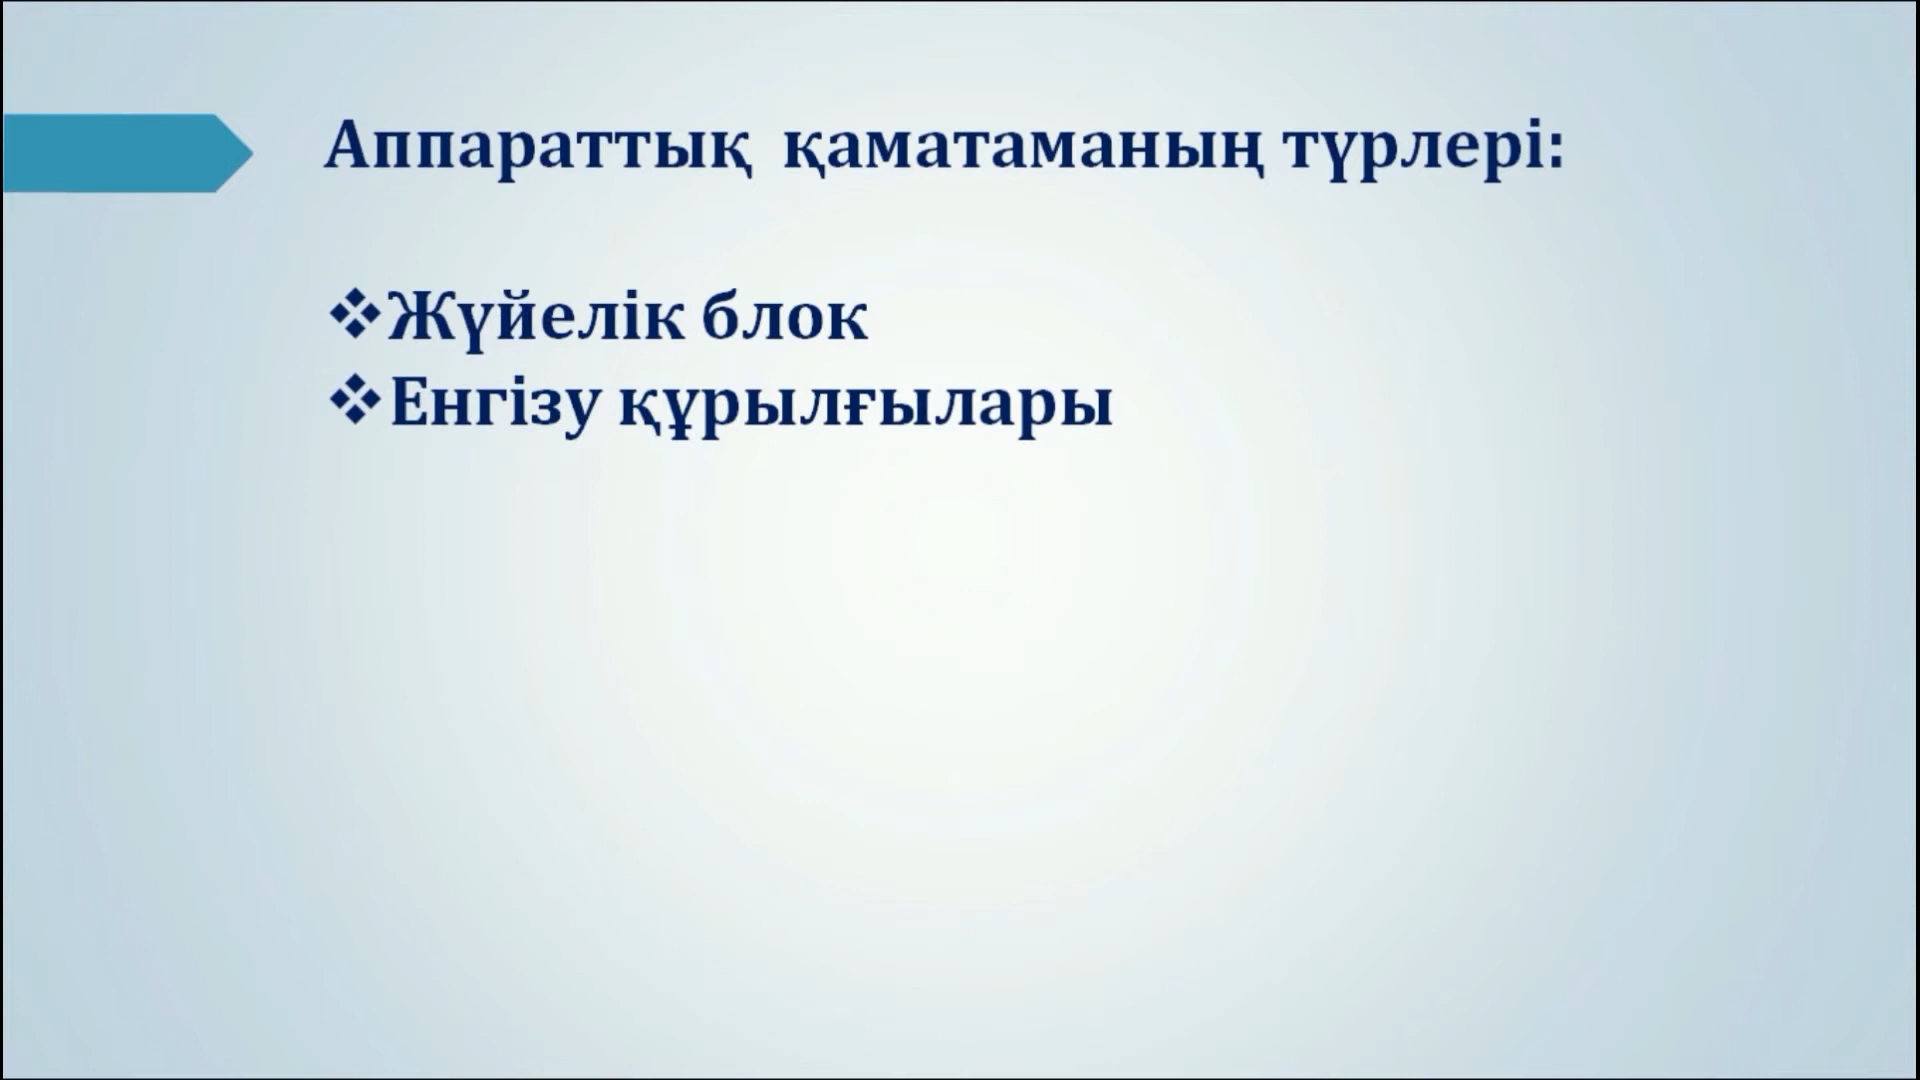 Аппараттық қаматаманың түрлері:
❖Жүйелік блок
❖Енгізу құрылғылары